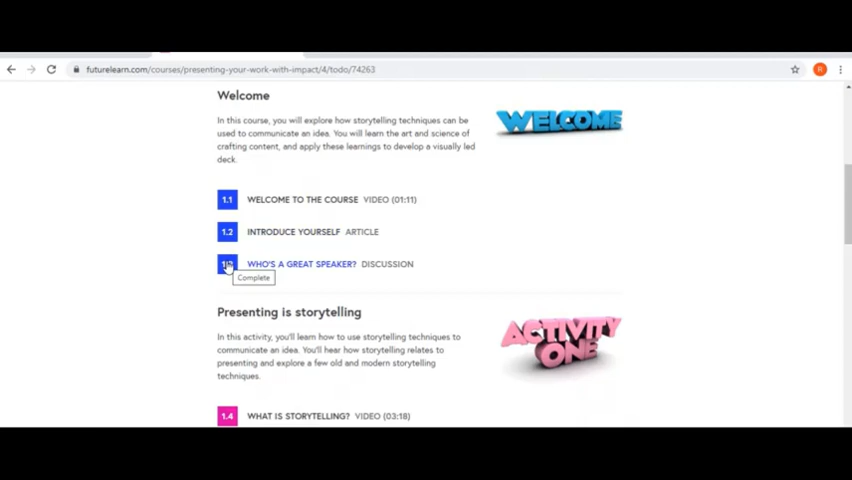 futurelearn.com/courses/presenting-your-work-with-impact/4/todo/74263
R
Welcome
In this course, you will explore how storytelling techniques can be
used to communicate an idea. You will learn the art and science of
crafting content, and apply these learnings to develop a visually led
deck.
WELCOME
1.1 WELCOME TO THE COURSE VIDEO (01:11)
1.2 INTRODUCE YOURSELF ARTICLE
WHO'S A GREAT SPEAKER? DISCUSSION
Complete
Presenting is storytelling
In this activity, you'll learn how to use storytelling techniques to
communicate an idea. You'll hear how storytelling relates to
presenting and explore a few old and modern storytelling
techniques.
ACTIVITY
ONE
1.4 WHAT IS STORYTELLING? VIDEO (03:18)